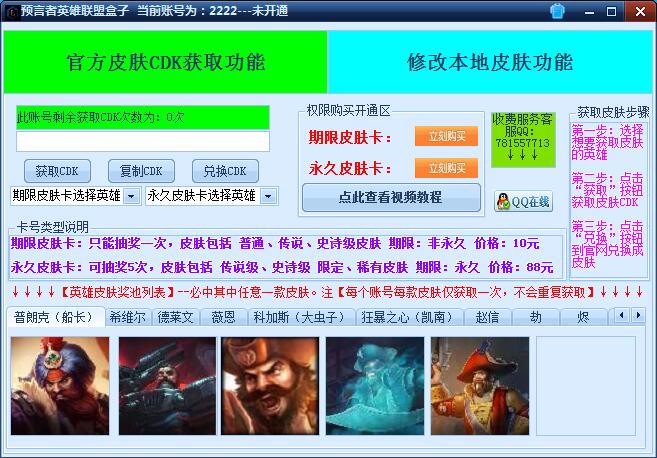 预言者英雄联盟盒子 当前账号为：2222---未开通
官方皮肤CDK获取功能
修改本地皮肤功能
此账号剩余获取CDK次数为：0次
获取CDK
复制CDK
兑换CDK
期限皮肤卡选择英雄
永久皮肤卡选择英雄
权限购买开通区
期限皮肤卡：
立刻购买
永久皮肤卡：
立刻购买
点此查看视频教程
收费服务客
服QQ：
781557713
↓↓↓
QQ在线
获取皮肤步骤
第一步：选择
想要获取皮肤
的英雄
第二步：点击
“获取”按钮
获取皮肤CDK
第三步：点击
“兑换”按钮
到官网兑换成
皮肤
卡号类型说明
期限皮肤卡：只能抽奖一次，皮肤包括 普通、传说、史诗级皮肤 期限：非永久 价格：10元
永久皮肤卡：可抽奖5次，皮肤包括 传说级、史诗级 限定、稀有皮肤 期限：永久 价格：88元
↓↓↓↓【英雄皮肤奖池列表】--必中其中任意一款皮肤。注【每个账号每款皮肤仅获取一次，不会重复获取】↓↓↓↓
普朗克（船长）
希维尔
德莱文
薇恩
科加斯（大虫子）
狂暴之心（凯南）
赵信
劫
烬